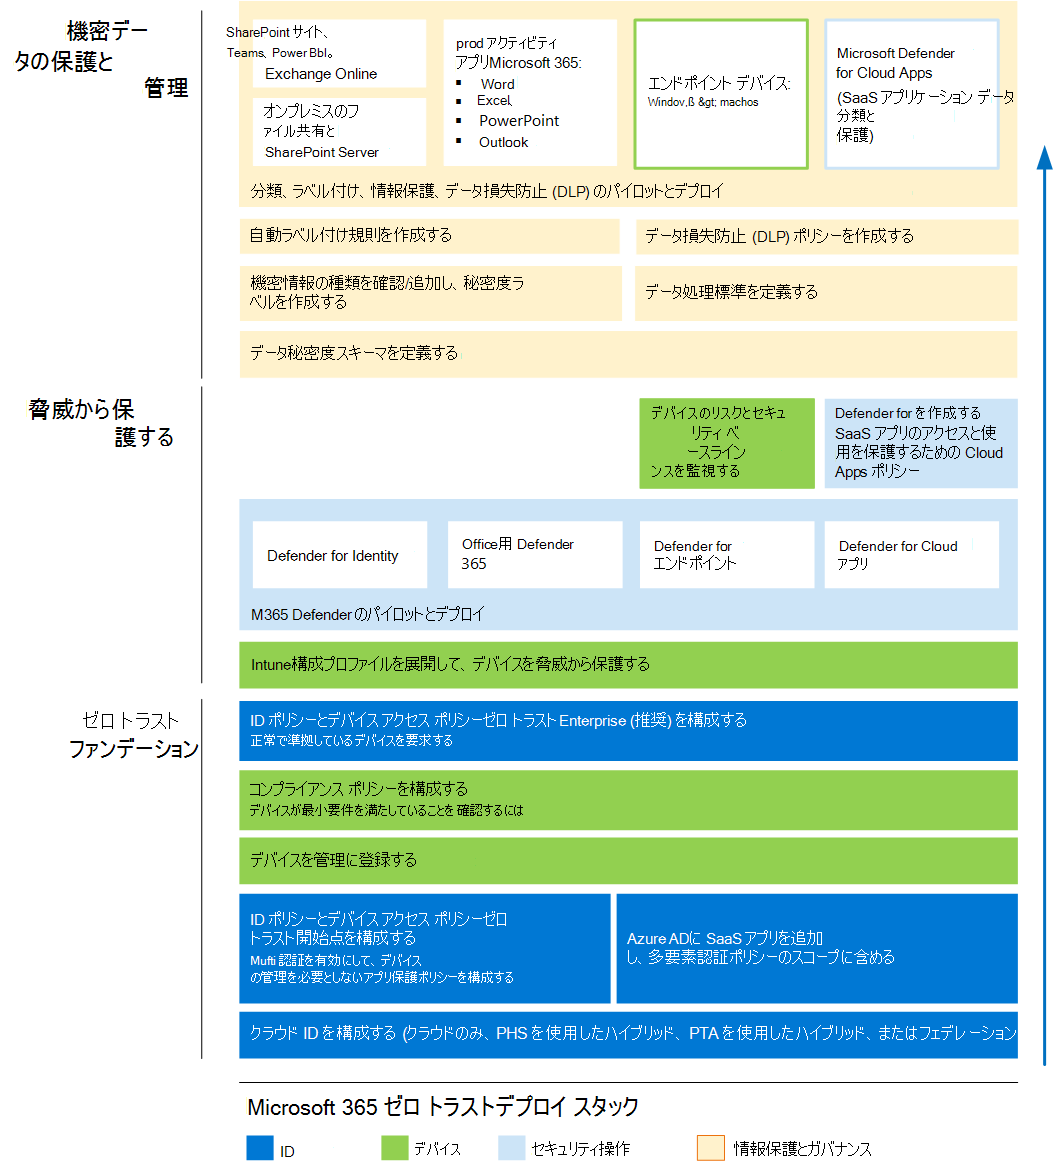 機密デー
タの保護と
管理
SharePoint サイト、
Teams、Power Bbl。
Exchange Online
オンプレミスのフ
ァイル共有と
SharePoint Server
prod アクティビティ
アプリMicrosoft 365:
▪ Word
▪ Excel,
▪ PowerPoint
▪ Outlook
エンドポイント デバイス:
Windov,ß &gt; machos
Microsoft Defender
for Cloud Apps
(SaaS アプリケーション データ
分類と
保護)
分類、ラベル付け、情報保護、データ損失防止 (DLP) のパイロットとデプロイ
自動ラベル付け規則を作成する
データ損失防止 (DLP) ポリシーを作成する
機密情報の種類を確認/追加し、秘密度ラ
ベルを作成する
データ処理標準を定義する
データ秘密度スキーマを定義する
脅威から保
護する
デバイスのリスクとセキュ
リティ ベ
ースライン
ンスを監視する
Defender for を作成する
SaaS アプリのアクセスと使
用を保護するための Cloud
Apps ポリシー
Defender for Identity
Office用 Defender
365
Defender for
エンドポイント
Defender for Cloud
アプリ
M365 Defender のパイロットとデプロイ
Intune構成プロファイルを展開して、デバイスを脅威から保護する
ゼロ トラスト
ファンデーション
ID ポリシーとデバイス アクセス ポリシーゼロ トラスト Enterprise (推奨) を構成する
正常で準拠しているデバイスを要求する
コンプライアンス ポリシーを構成する
デバイスが最小要件を満たしていることを 確認するには
デバイスを管理に登録する
ID ポリシーとデバイス アクセス ポリシーゼロ
トラスト開始点を構成する
Mufti 認証を有効にして、デバイス
の管理を必要としないアプリ保護ポリシーを構成する
Azure ADに SaaS アプリを追加
し、多要素認証ポリシーのスコープに含める
クラウド ID を構成する (クラウドのみ、PHS を使用したハイブリッド、PTA を使用したハイブリッド、またはフェデレーション
Microsoft 365 ゼロ トラストデプロイ スタック
ID
デバイス
セキュリティ操作
情報保護とガバナンス